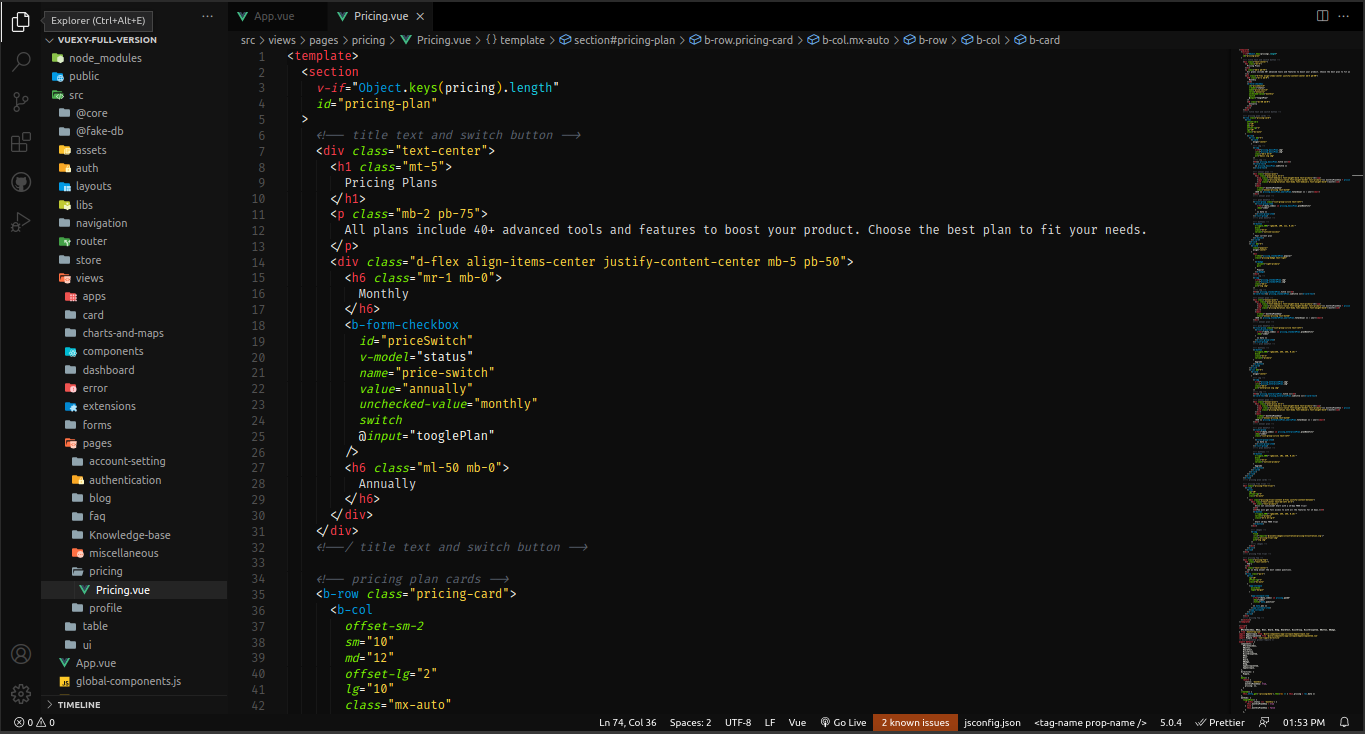 Explorer (Ctrl+Alt+E)
App.vue
Pricing.vue
VUEXY-FULL-VERSION
node_modules
public
src
@core
@fake-db
assets
auth
layouts
libs
navigation
router
store
views
apps
card
charts-and-maps
components
dashboard
error
extensions
forms
pages
account-setting
authentication
blog
faq
Knowledge-base
miscellaneous
pricing
Pricing.vue
profile
table
ui
App.vue
global-components.js
TIMELINE
src > views > pages > pricing > Pricing.vue > {} template > section#pricing-plan > b-row.pricing-card > b-col.mx-auto > b-row > b-col > b-card
1 <template>
2 <section
3 v-if="Object.keys(pricing).length"
4 id="pricing-plan"
5 >
6 <!-- title text and switch button -->
7 <div class="text-center">
8 <h1 class="mt-5">
9 Pricing Plans
10 </h1>
11 <p class="mb-2 pb-75">
12 All plans include 40+ advanced tools and features to boost your product. Choose the best plan to fit your needs.
13 </p>
14 <div class="d-flex align-items-center justify-content-center mb-5 pb-50">
15 <h6 class="mr-1 mb-0">
16 Monthly
17 </h6>
18 <b-form-checkbox
19 id="priceSwitch"
20 v-model="status"
21 name="price-switch"
22 value="annually"
23 unchecked-value="monthly"
24 switch
25 @input="tooglePlan"
26 />
27 <h6 class="ml-50 mb-0">
28 Annually
29 </h6>
30 </div>
31 </div>
32 <!--/ title text and switch button -->
33
34 <!-- pricing plan cards -->
35 <b-row class="pricing-card">
36 <b-col
37 offset-sm-2
38 sm="10"
39 md="12"
40 offset-lg="2"
41 lg="10"
42 class="mx-auto"
0 0 Ln 74, Col 36 Spaces: 2 UTF-8 LF Vue Go Live 2 known issues jsconfig.json <tag-name prop-name /> 5.0.4 Prettier 01:53 PM